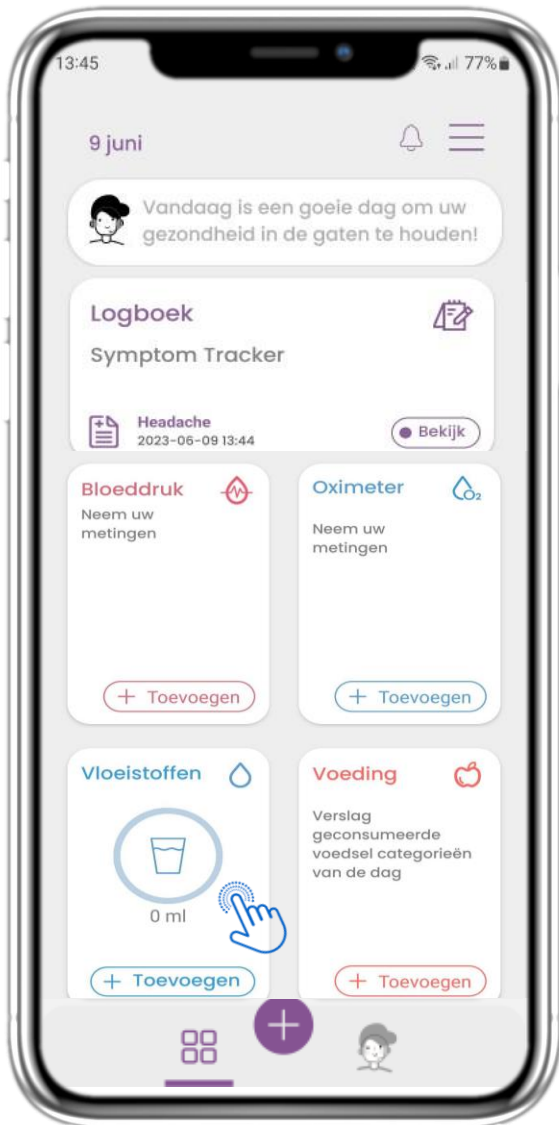 13:45
77%
9 juni
Vandaag is een goeie dag om uw
gezondheid in de gaten te houden!
Logboek
Symptom Tracker
Headache
2023-06-09 13:44
Bekijk
Bloeddruk
Neem uw
metingen
+ Toevoegen
Oximeter
O2
Neem uw
metingen
+ Toevoegen
Vloeistoffen
0 ml
+ Toevoegen
Voeding
Verslag
geconsumeerde
voedsel categorieën
van de dag
+ Toevoegen